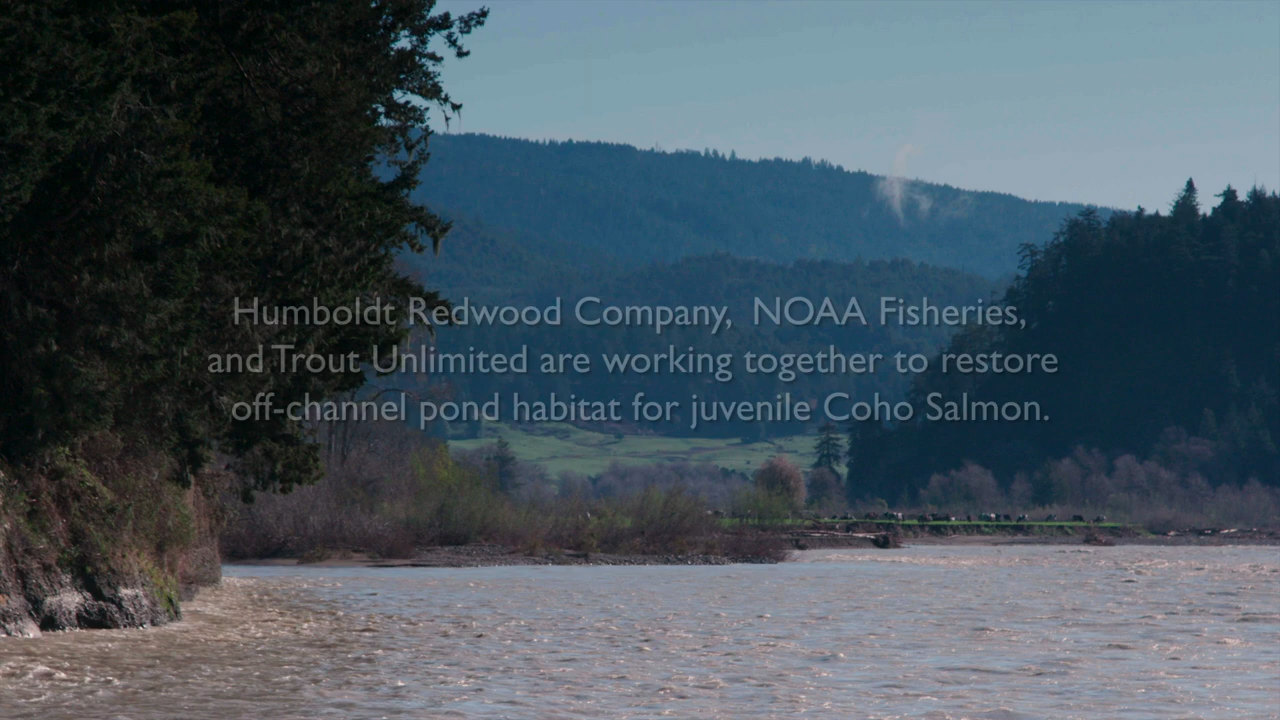 Humboldt Redwood Company, NOAA Fisheries,
and Trout Unlimited are working together to restore
off-channel pond habitat for juvenile Coho Salmon.